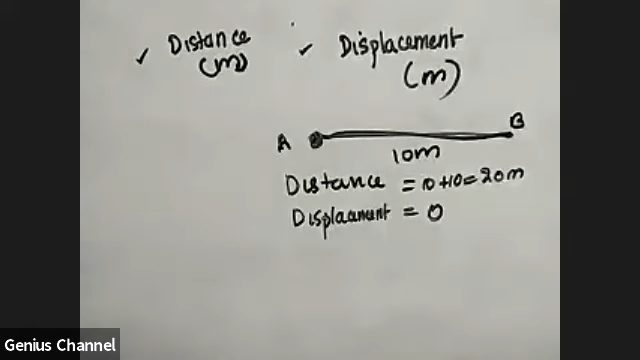 ✓ Distance ✓ Displacement
(m) (m)
A B
10m
Distance = 10+10=20m
Displacement = 0
Genius Channel